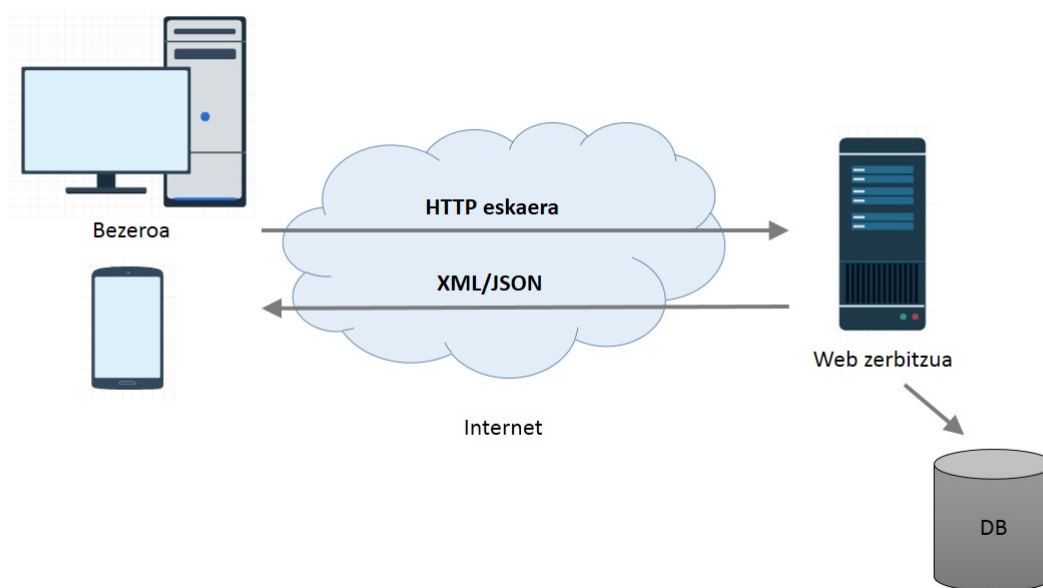 Bezeroa
HTTP eskaera
XML/JSON
Web zerbitzua
Internet
DB